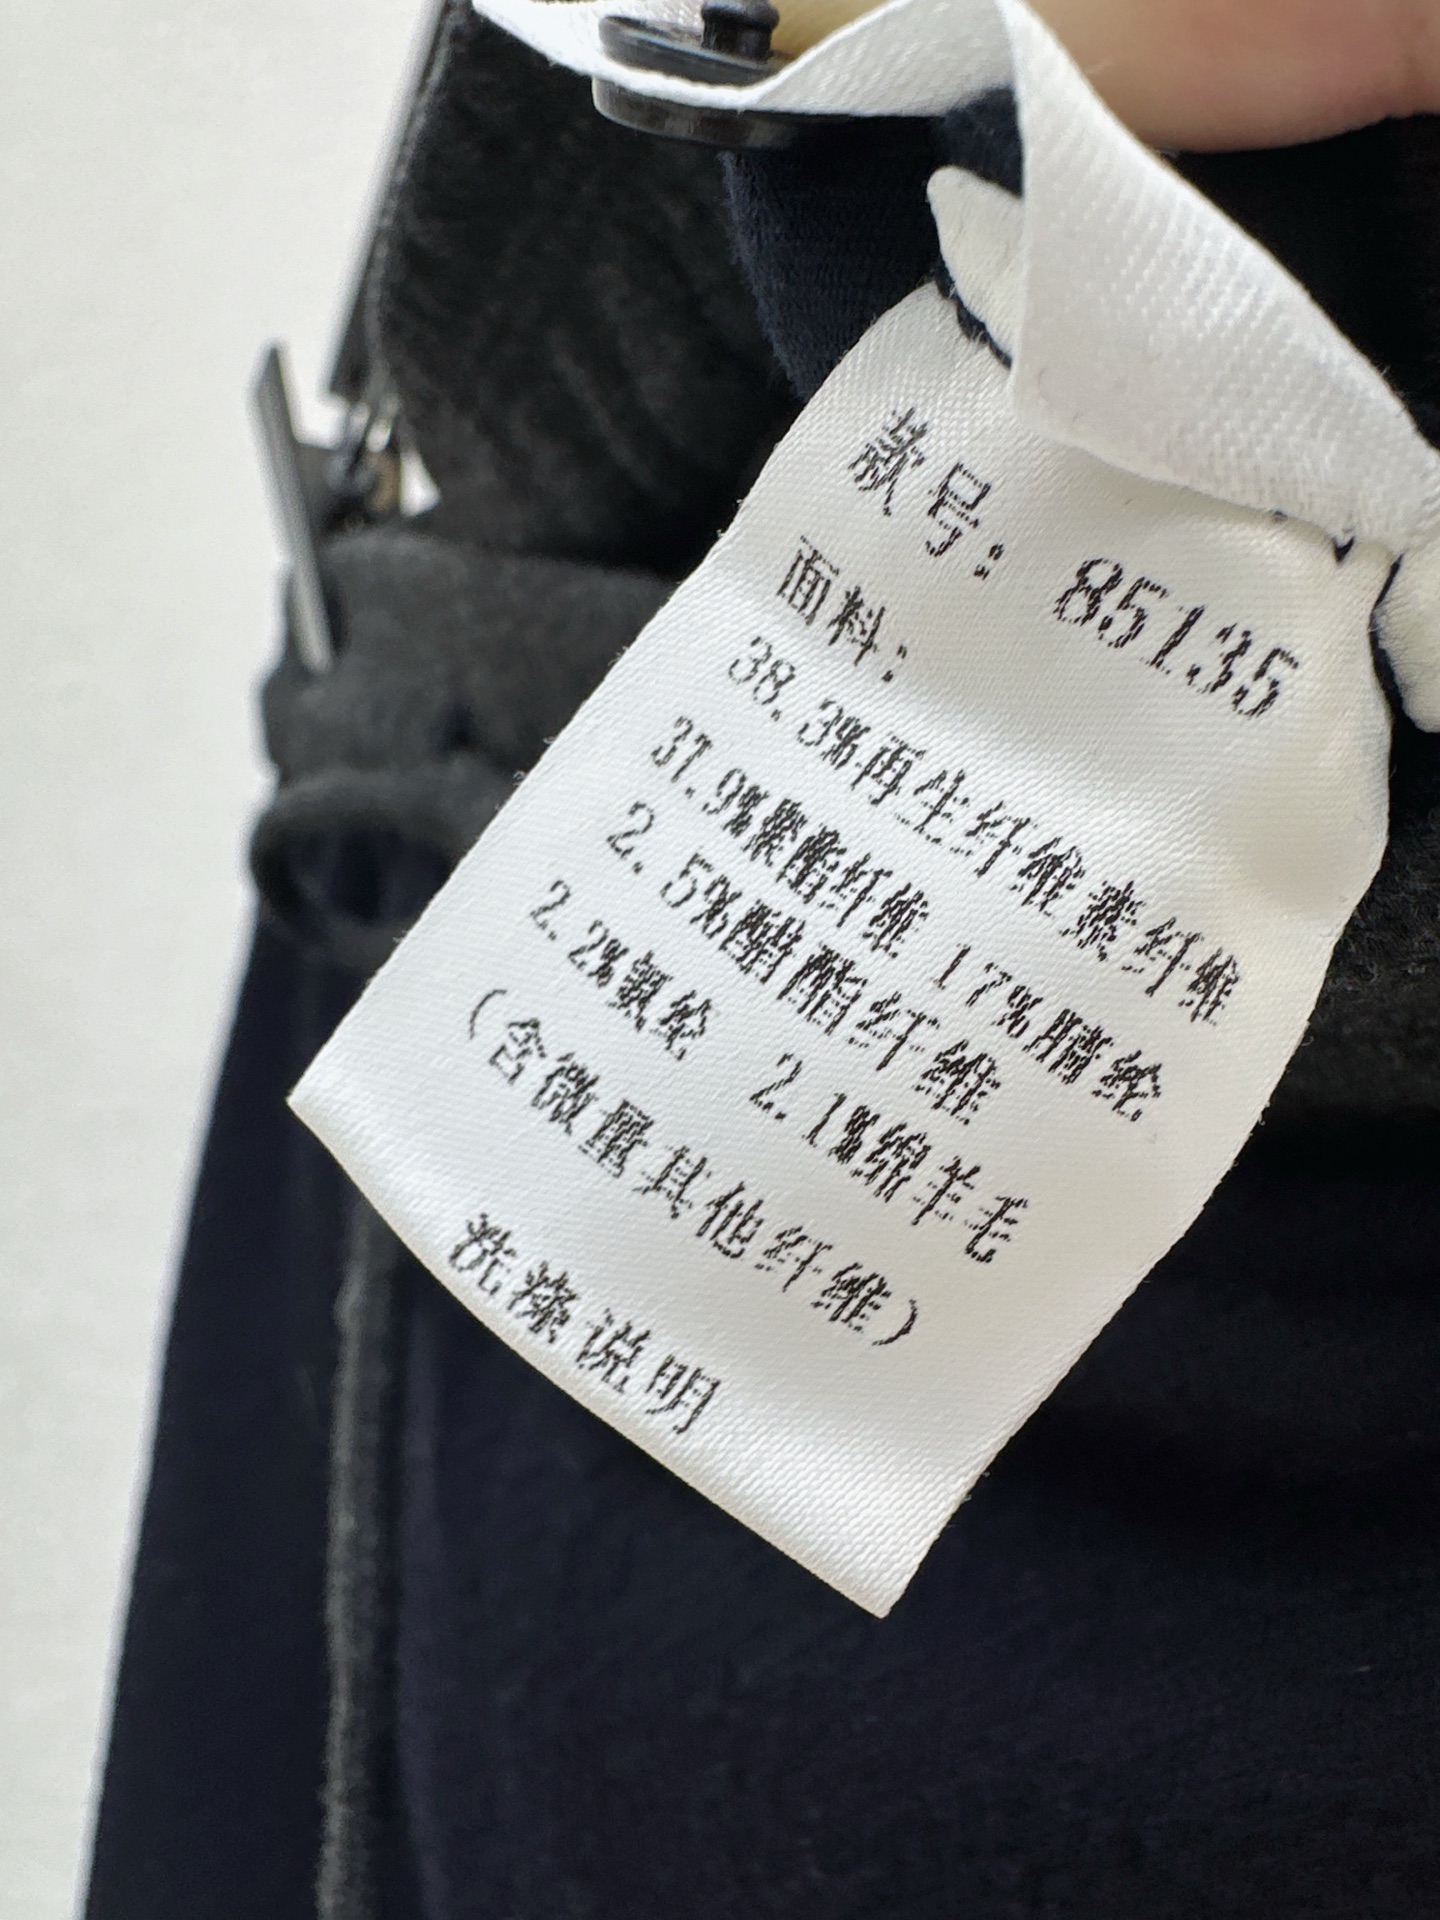 款号：85135
面料：
38.3%再生纤维素纤维
37.9%聚酯纤维 17%腈纶
2.5%醋酯纤维
2.2%氨纶 2.1%绵羊毛
（含微量其他纤维）
洗涤说明